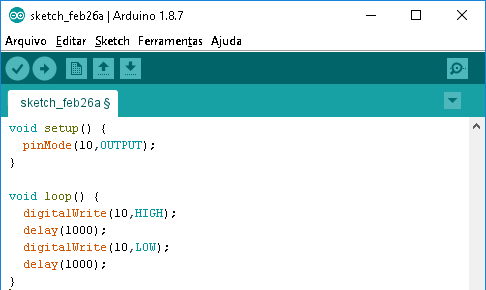 sketch_feb26a | Arduino 1.8.7
Arquivo Editar Sketch Ferramentas Ajuda
sketch_feb26a §
void setup() {
  pinMode(10,OUTPUT);
}

void loop() {
  digitalWrite(10,HIGH);
  delay(1000);
  digitalWrite(10,LOW);
  delay(1000);
}